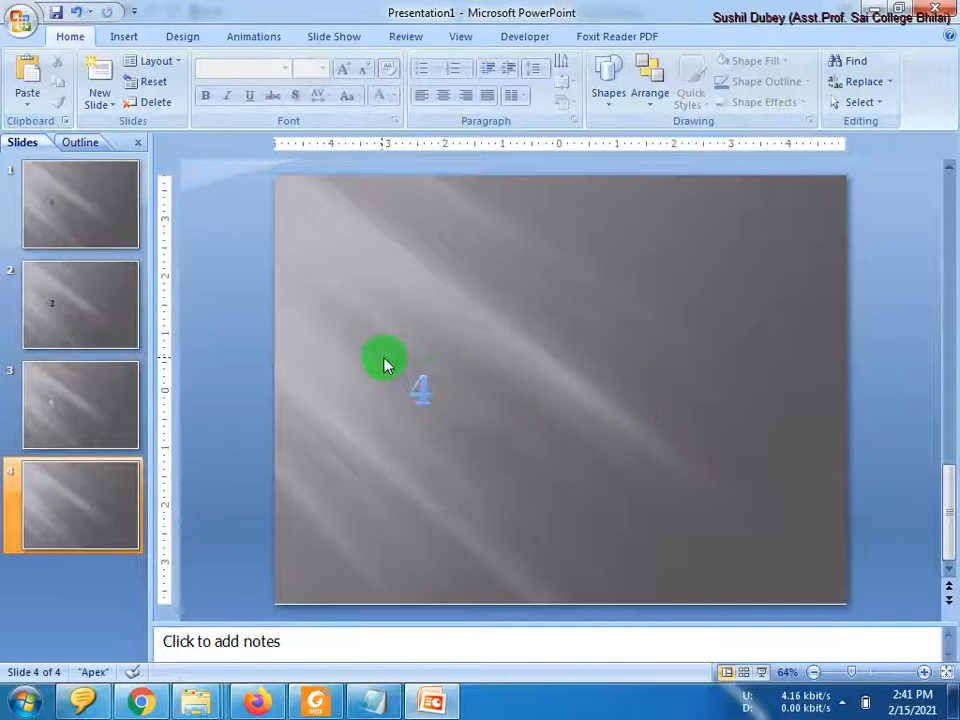 Presentation1 - Microsoft PowerPoint
Sushil Dubey (Asst.Prof. Sai College Bhilai)
Home Insert Design Animations Slide Show Review View Developer Foxit Reader PDF
Paste
Clipboard
New Slide
Layout
Reset
Delete
Slides
B I U abc S AV Aa A
Font
Paragraph
Shapes
Arrange
Quick Styles
Shape Fill
Shape Outline
Shape Effects
Drawing
Find
Replace
Select
Editing
Slides Outline
1
2
2
3
4
4
Click to add notes
Slide 4 of 4 "Apex" 64%
U: 4.16 kbit/s
D: 0.00 kbit/s
2:41 PM
2/15/2021